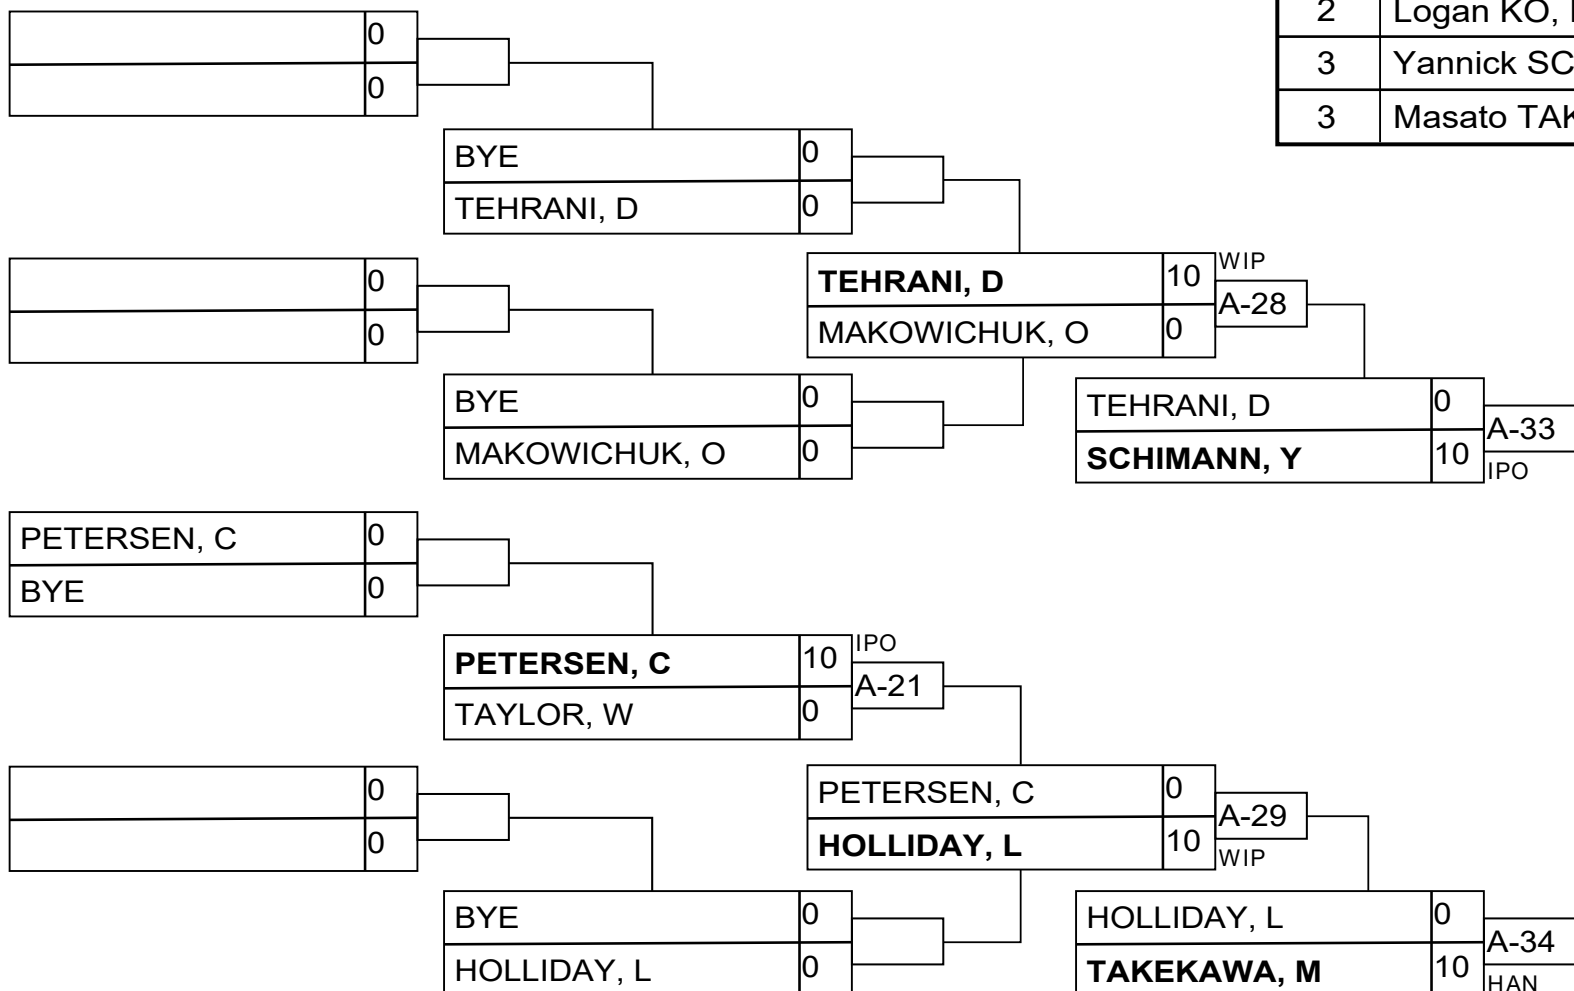 2 Logan KO,
3 Yannick SC
3 Masato TAK
0
0
BYE 0
TEHRANI, D 0
0
0
TEHRANI, D 10 WIP
A-28
MAKOWICHUK, O 0
BYE 0
MAKOWICHUK, O 0
TEHRANI, D 0
A-33
SCHIMANN, Y 10 IPO
PETERSEN, C 0
BYE 0
PETERSEN, C 10 IPO
A-21
TAYLOR, W 0
0
0
PETERSEN, C 0
A-29
HOLLIDAY, L 10 WIP
BYE 0
HOLLIDAY, L 0
HOLLIDAY, L 0
A-34
TAKEKAWA, M 10 HAN